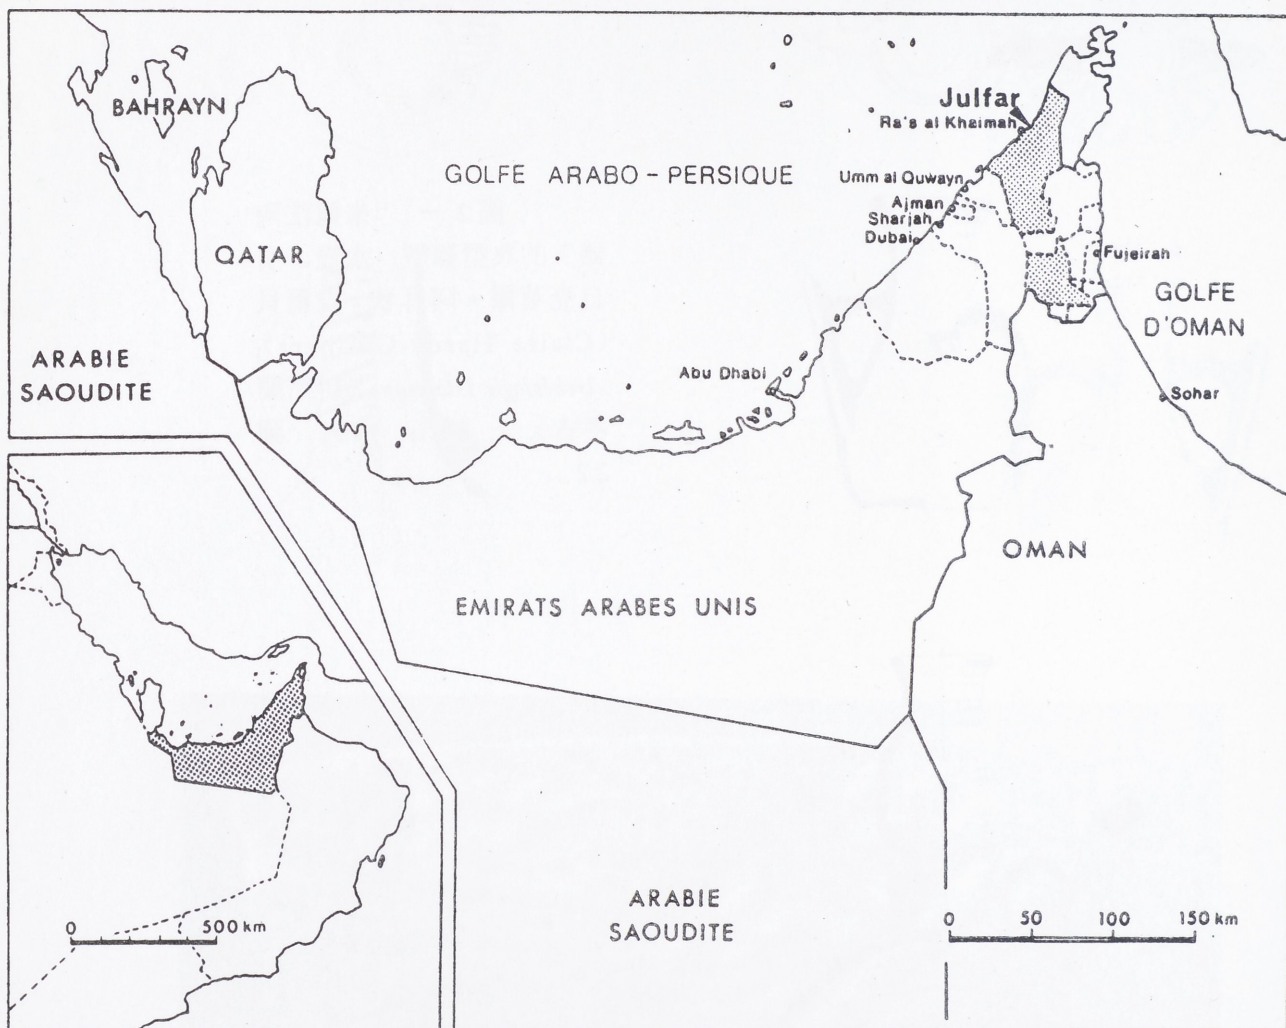 BAHRAYN
Julfar
Ra's al Khaimah
GOLFE ARABO - PERSIQUE
Umm al Quwayn
Ajman
Sharjah
Dubai
QATAR
Fujeirah
GOLFE
D'OMAN
ARABIE
SAOUDITE
Abu Dhabi
Sohar
OMAN
EMIRATS ARABES UNIS
ARABIE
SAOUDITE
0 500 km
0 50 100 150 km